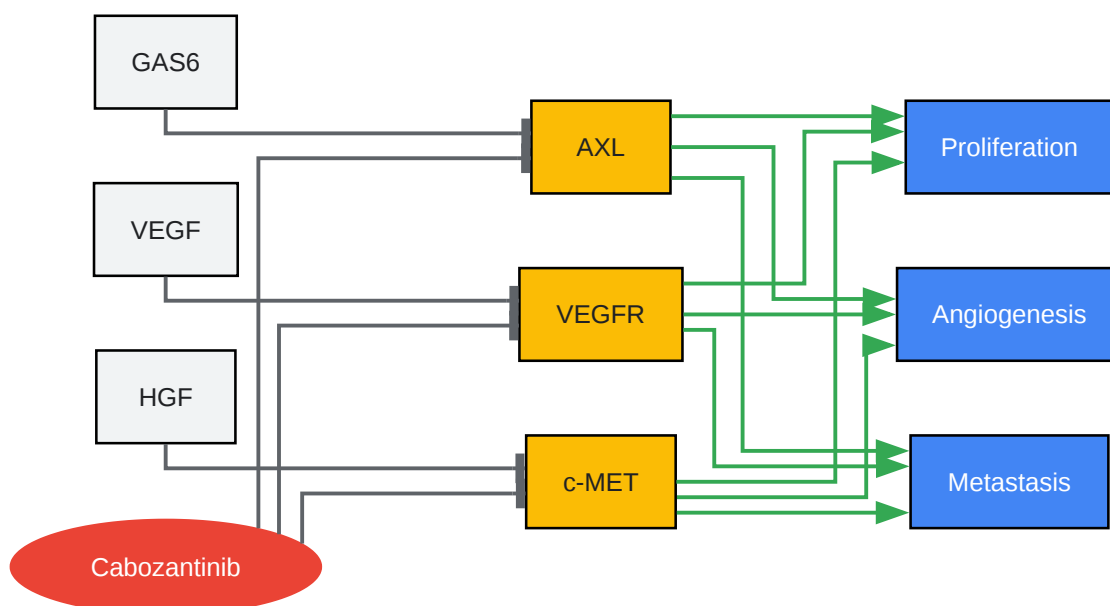 GAS6
AXL
Proliferation
VEGF
VEGFR
Angiogenesis
HGF
c-MET
Metastasis
Cabozantinib